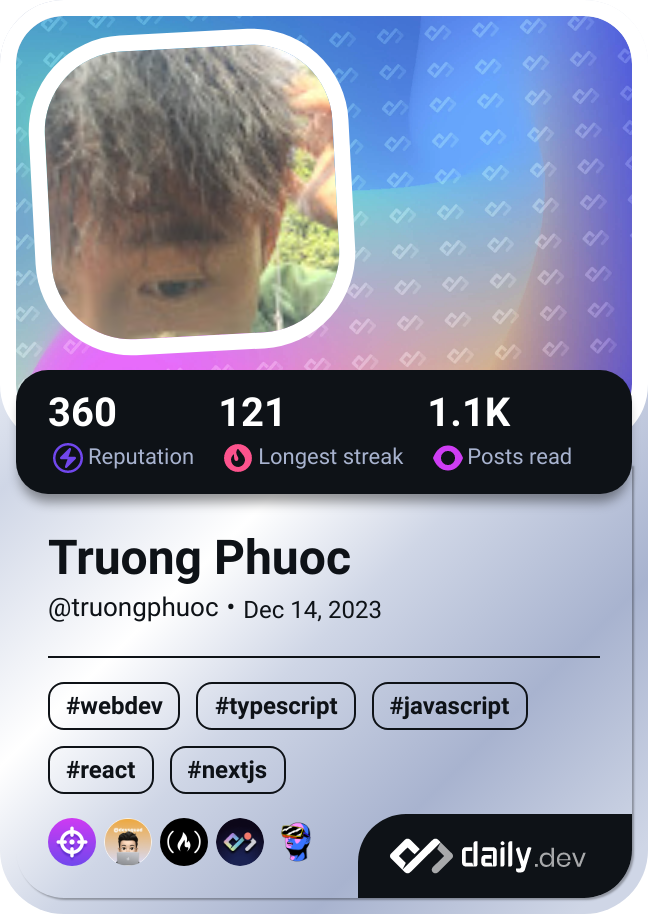 360 121 1.1K
Reputation Longest streak Posts read
Truong Phuoc
@truongphuoc • Dec 14, 2023
#webdev #typescript #javascript
#react #nextjs
daily.dev